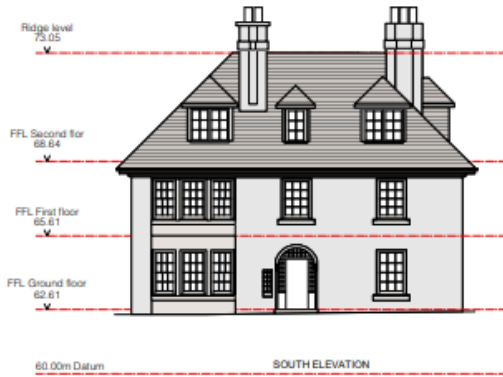 Ridge level
73.05
FFL Second flor
68.64
FFL First floor
65.61
FFL Ground floor
62.61
60.00m Datum
SOUTH ELEVATION